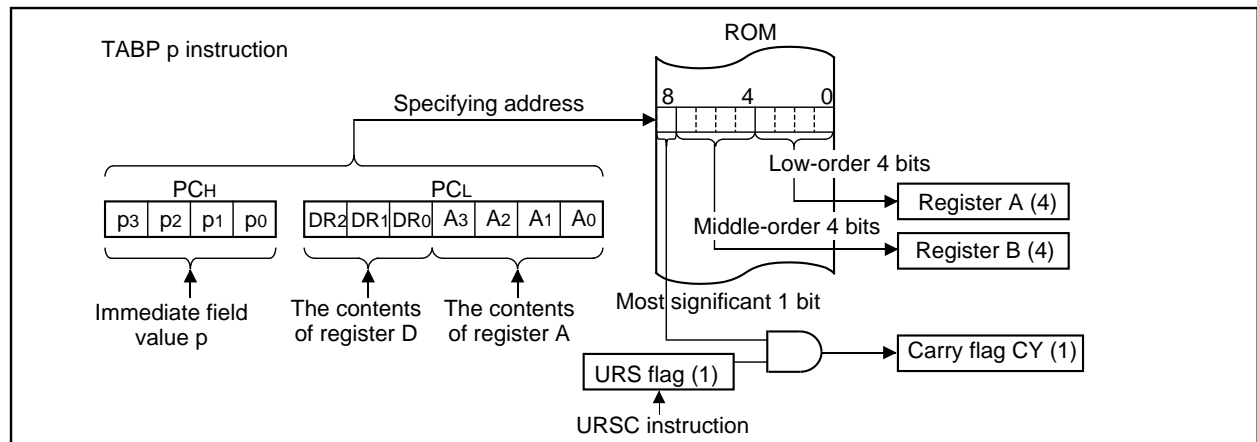 TABP p instruction
ROM
8 4 0
Specifying address
Low-order 4 bits
PCH
PCL
Register A (4)
p3 p2 p1 p0
DR2 DR1 DR0 A3 A2 A1 A0
Middle-order 4 bits
Register B (4)
Immediate field
value p
The contents
of register D
The contents
of register A
Most significant 1 bit
Carry flag CY (1)
URS flag (1)
URSC instruction